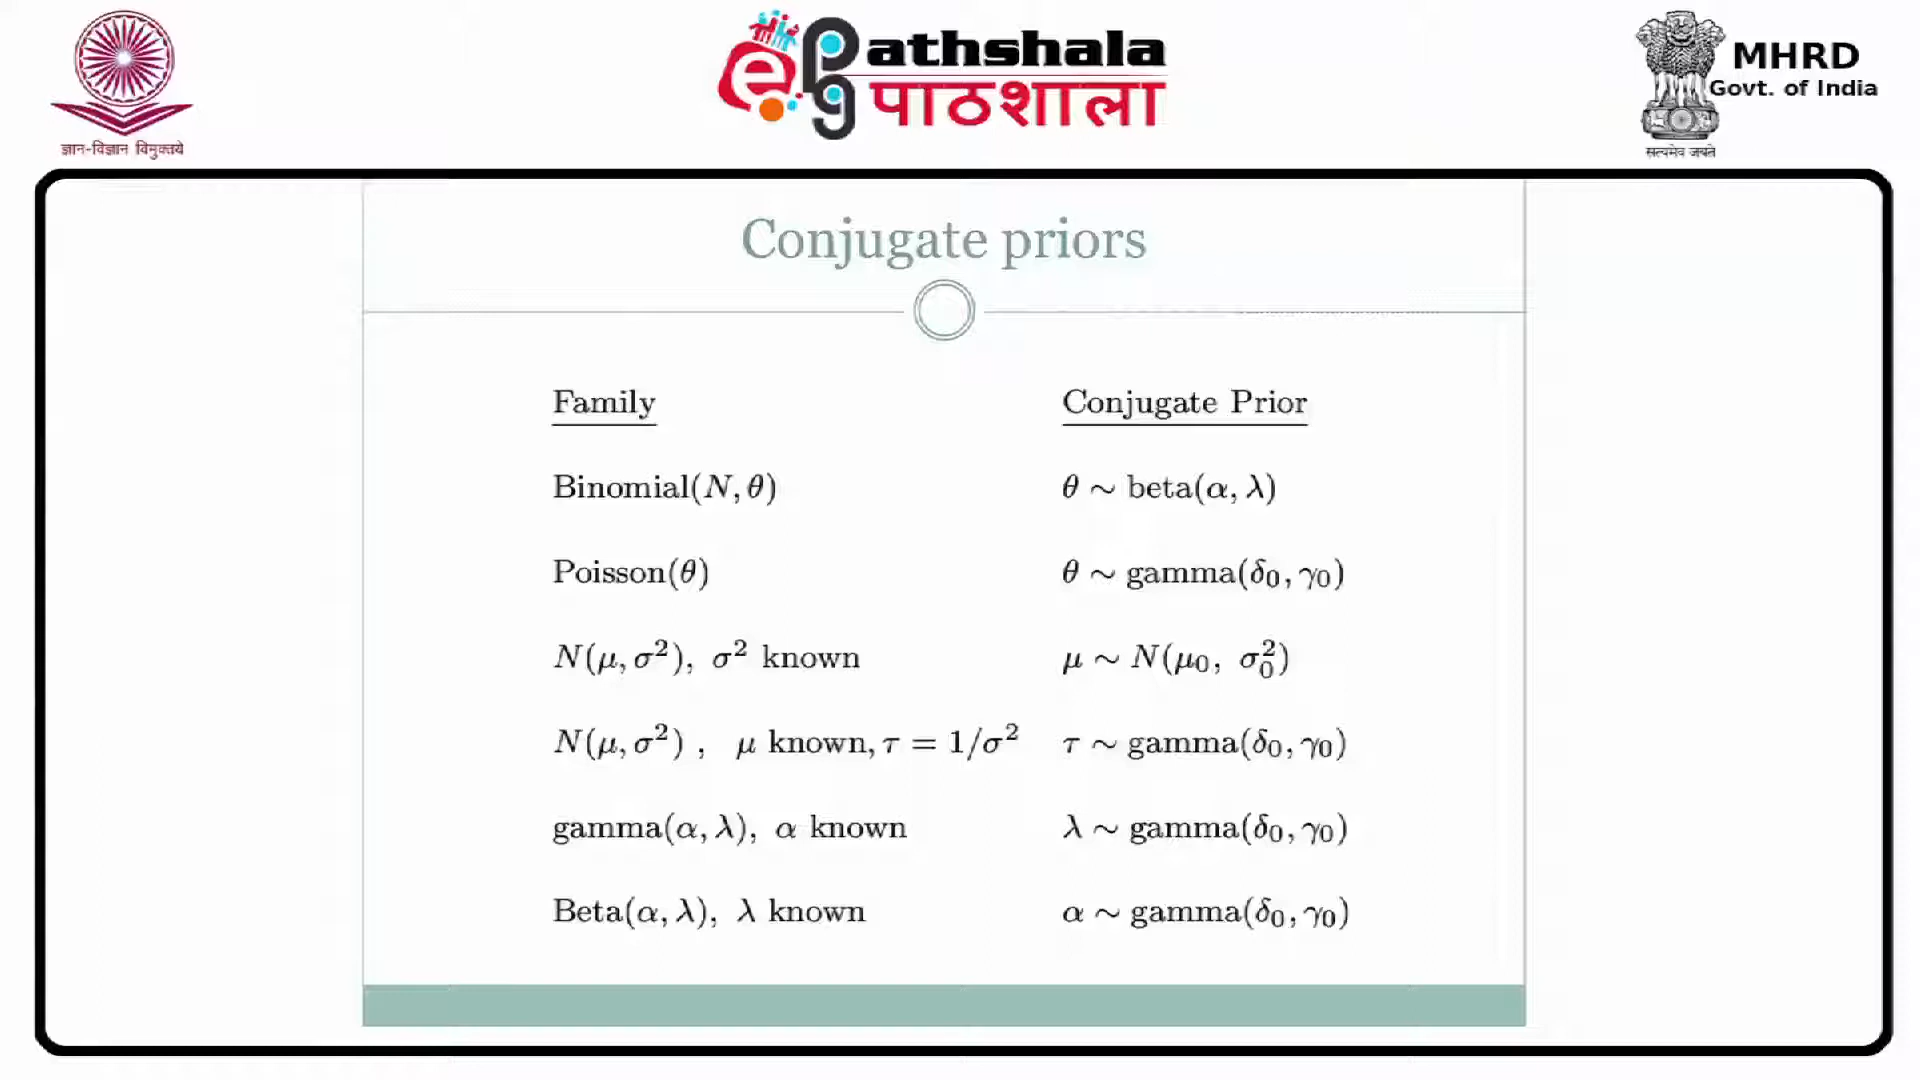 ज्ञान-विज्ञान विमुक्तये
ePG Pathshala
पाठशाला
MHRD
Govt. of India
सत्यमेव जयते
Conjugate priors
Family Conjugate Prior
Binomial(N, θ) θ ∼ beta(α, λ)
Poisson(θ) θ ∼ gamma(δ₀, γ₀)
N(μ, σ²), σ² known μ ∼ N(μ₀, σ₀²)
N(μ, σ²) , μ known, τ = 1/σ² τ ∼ gamma(δ₀, γ₀)
gamma(α, λ), α known λ ∼ gamma(δ₀, γ₀)
Beta(α, λ), λ known α ∼ gamma(δ₀, γ₀)